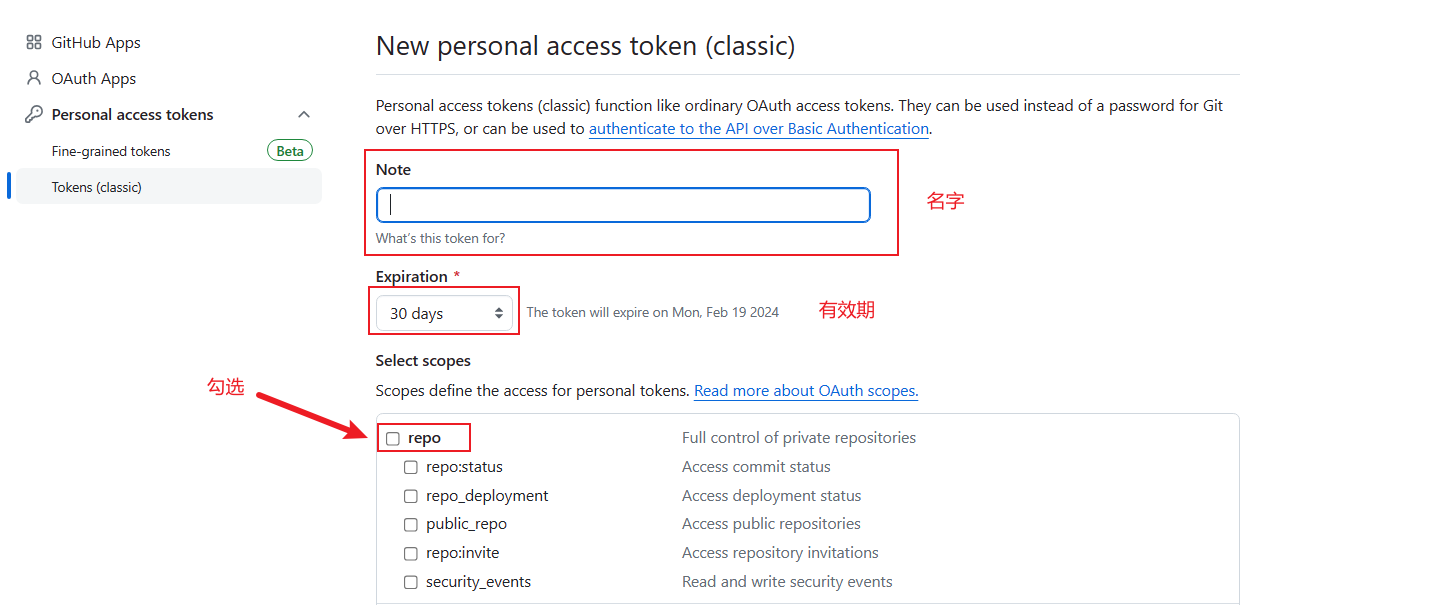 GitHub Apps
OAuth Apps
Personal access tokens
Fine-grained tokens Beta
Tokens (classic)
New personal access token (classic)
Personal access tokens (classic) function like ordinary OAuth access tokens. They can be used instead of a password for Git
over HTTPS, or can be used to authenticate to the API over Basic Authentication.
Note
名字
What's this token for?
Expiration *
30 days The token will expire on Mon, Feb 19 2024 有效期
Select scopes
Scopes define the access for personal tokens. Read more about OAuth scopes.
勾选
repo Full control of private repositories
repo:status Access commit status
repo_deployment Access deployment status
public_repo Access public repositories
repo:invite Access repository invitations
security_events Read and write security events